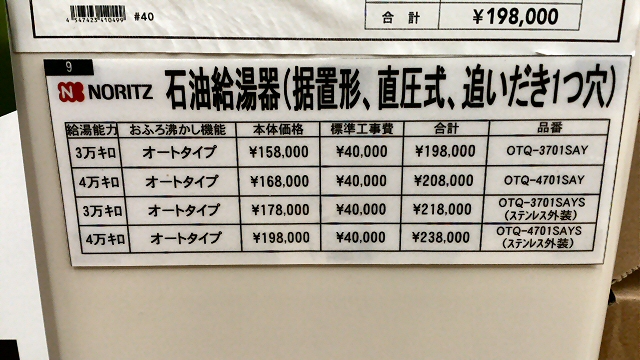 4547423410499 #40
合計 ¥198,000
9
N NORITZ 石油給湯器(据置形、直圧式、追いだき1つ穴)
給湯能力 おふろ沸かし機能 本体価格 標準工事費 合計 品番
3万キロ オートタイプ ¥158,000 ¥40,000 ¥198,000 OTQ-3701SAY
4万キロ オートタイプ ¥168,000 ¥40,000 ¥208,000 OTQ-4701SAY
3万キロ オートタイプ ¥178,000 ¥40,000 ¥218,000 OTQ-3701SAYS
(ステンレス外装)
4万キロ オートタイプ ¥198,000 ¥40,000 ¥238,000 OTQ-4701SAYS
(ステンレス外装)